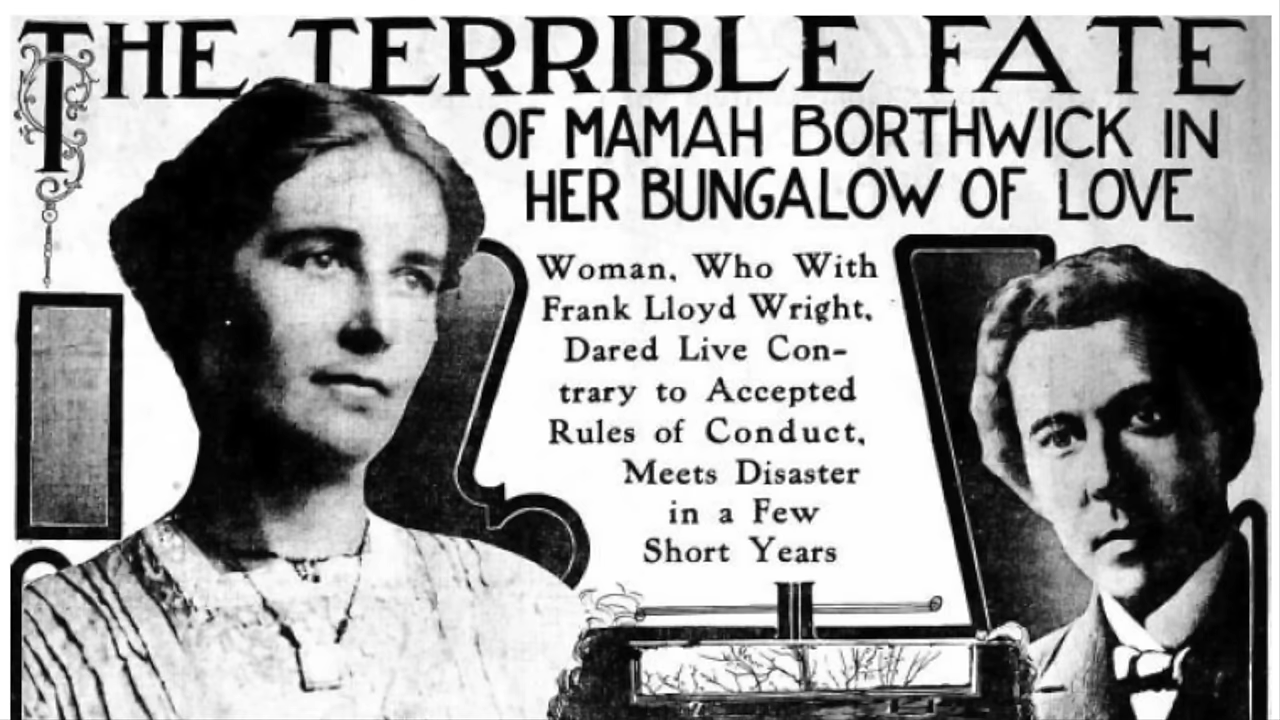 THE TERRIBLE FATE
OF MAMAH BORTHWICK IN
HER BUNGALOW OF LOVE
Woman, Who With
Frank Lloyd Wright,
Dared Live Con-
trary to Accepted
Rules of Conduct,
Meets Disaster
in a Few
Short Years